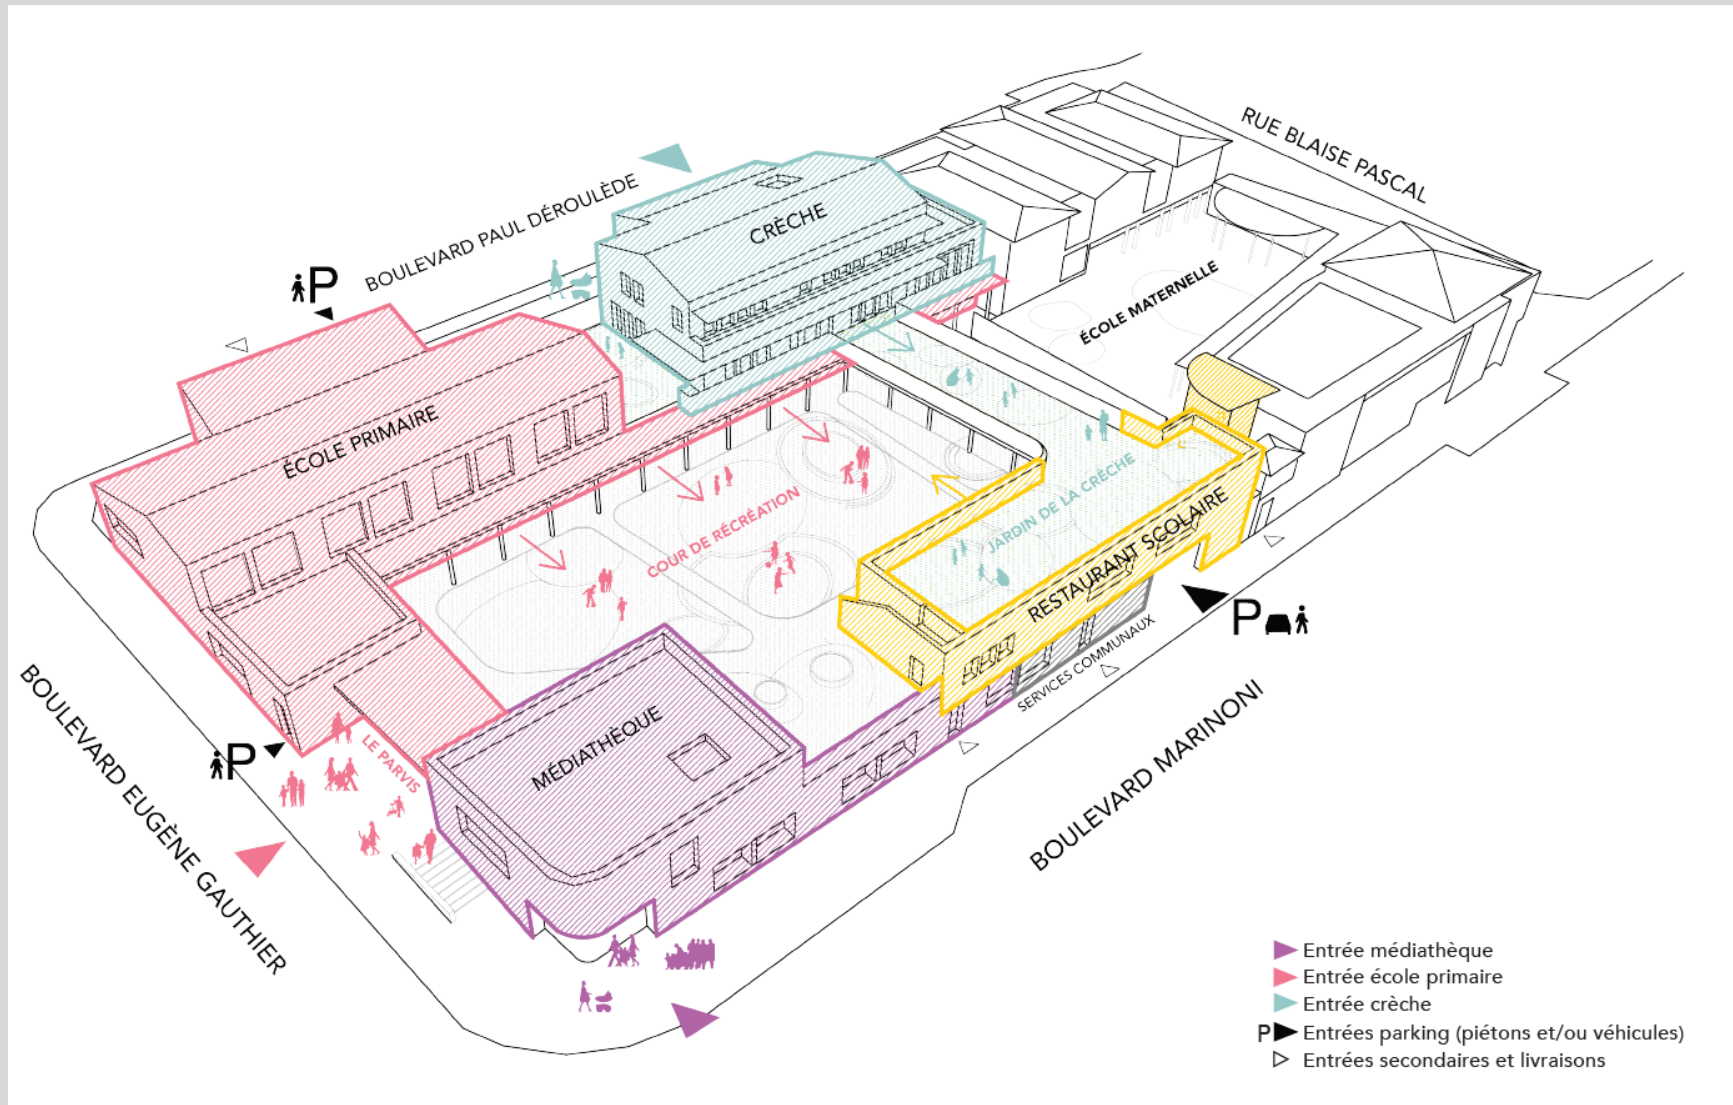 RUE BLAISE PASCAL
BOULEVARD PAUL DÉROULÈDE
CRÈCHE
P
ÉCOLE MATERNELLE
ÉCOLE PRIMAIRE
COUR DE RÉCRÉATION
JARDIN DE LA CRÈCHE
RESTAURANT SCOLAIRE
P
SERVICES COMMUNAUX
BOULEVARD MARINONI
MÉDIATHÈQUE
LE PARVIS
P
BOULEVARD EUGÈNE GAUTHIER
Entrée médiathèque
Entrée école primaire
Entrée crèche
P Entrées parking (piétons et/ou véhicules)
Entrées secondaires et livraisons